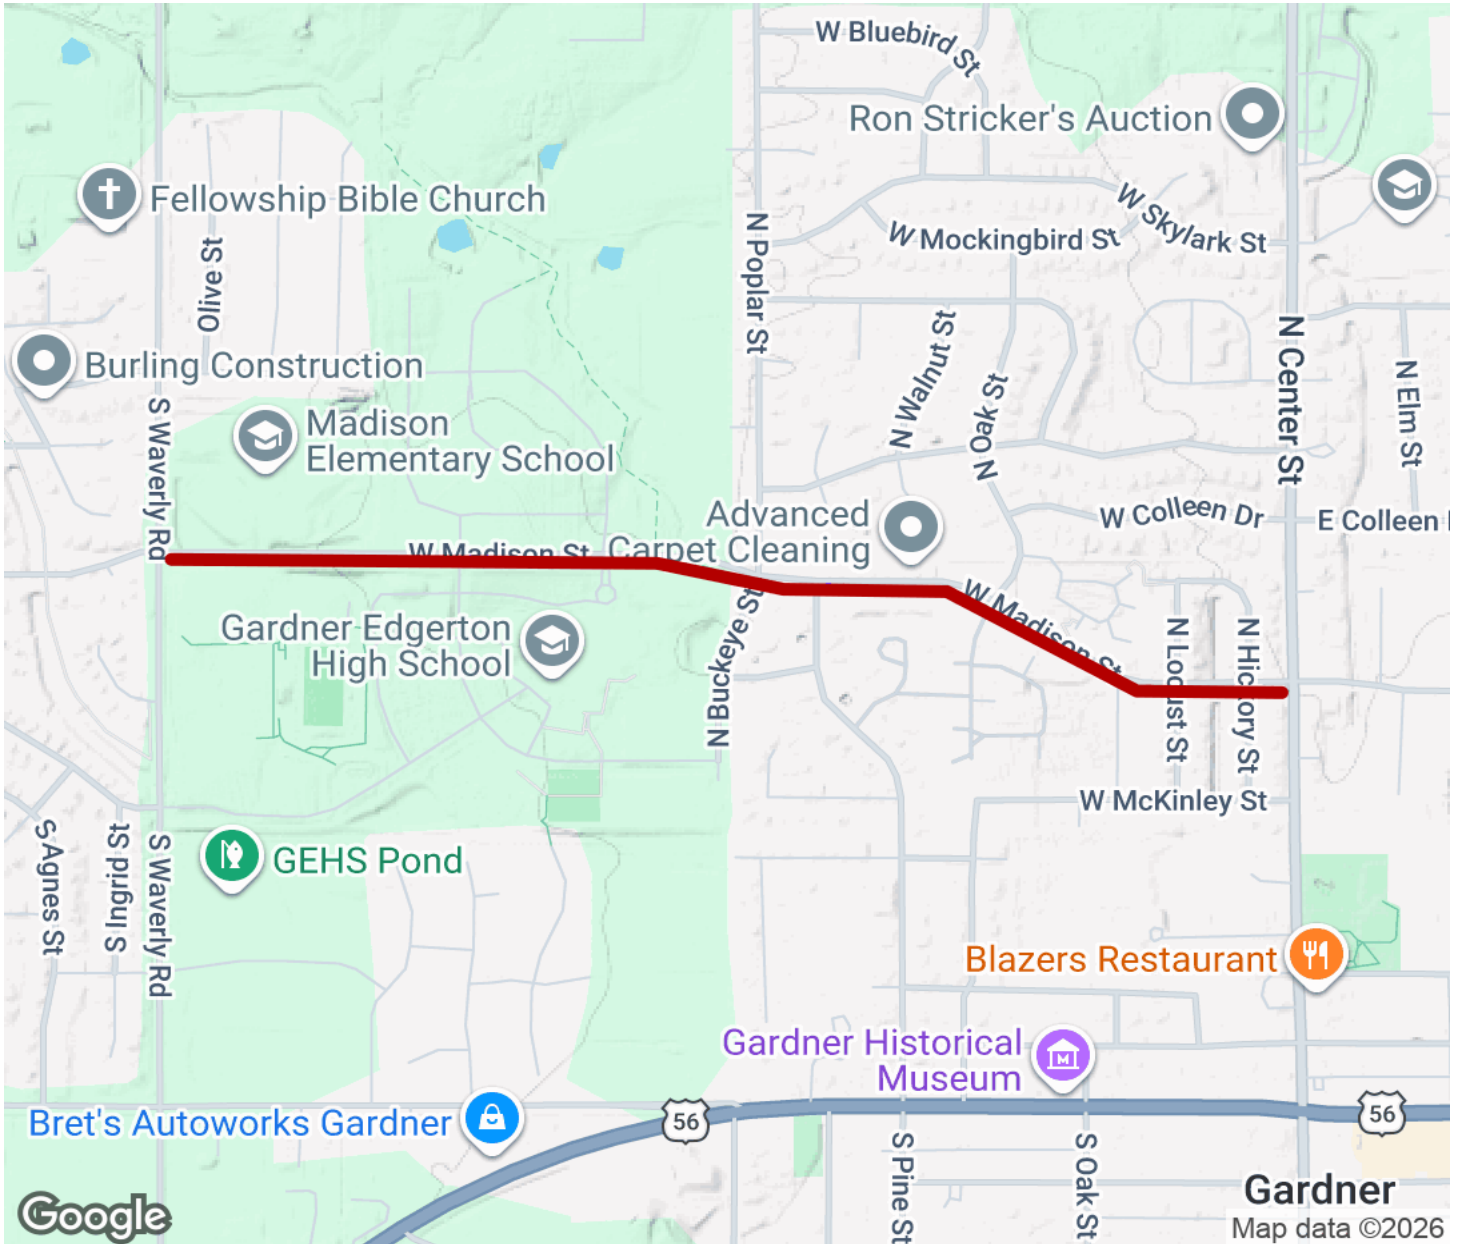 W Bluebird St
Ron Stricker's Auction
Fellowship Bible Church
W Skylark St
W Mockingbird St
N Poplar St
Olive St
N Center St
N Walnut St
Burling Construction
N Elm St
N Oak St
S Waverly Rd
Madison
Elementary School
W Colleen Dr
E Colleen
Advanced
Carpet Cleaning
W Madison St
W Madison St
N Buckeye St
Gardner Edgerton
High School
N Locust St
N Hickory St
W McKinley St
S Agnes St
S Ingrid St
S Waverly Rd
GEHS Pond
Blazers Restaurant
Gardner Historical
Museum
M
Bret's Autoworks Gardner
56
56
S Pine St
S Oak St
Gardner
Google
Map data ©2026